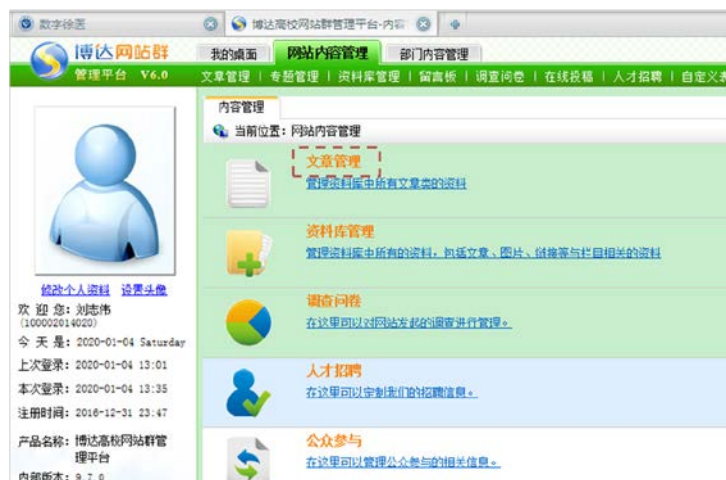 数字徐医
博达高校网站群管理平台-内容
博达网站群
管理平台 V6.0
我的桌面 网站内容管理 部门内容管理
文章管理 | 专题管理 | 资料库管理 | 留言板 | 调查问卷 | 在线投稿 | 人才招聘 | 自定义表
内容管理
当前位置：网站内容管理
文章管理
管理资料库中所有文章类的资料
资料库管理
管理资料库中所有的资料，包括文章、图片、链接等与栏目相关的资料
调查问卷
在这里可以对网站发起的调查进行管理。
人才招聘
在这里可以定制我们的招聘信息。
公众参与
在这里可以管理公众参与的相关信息。
修改个人资料 设置头像
欢 迎 您：刘志伟
(100002014020)
今 天 是：2020-01-04 Saturday
上次登录：2020-01-04 13:01
本次登录：2020-01-04 13:35
注册时间：2016-12-31 23:47
产品名称：博达高校网站群管
理平台
内部版本：9.7.0